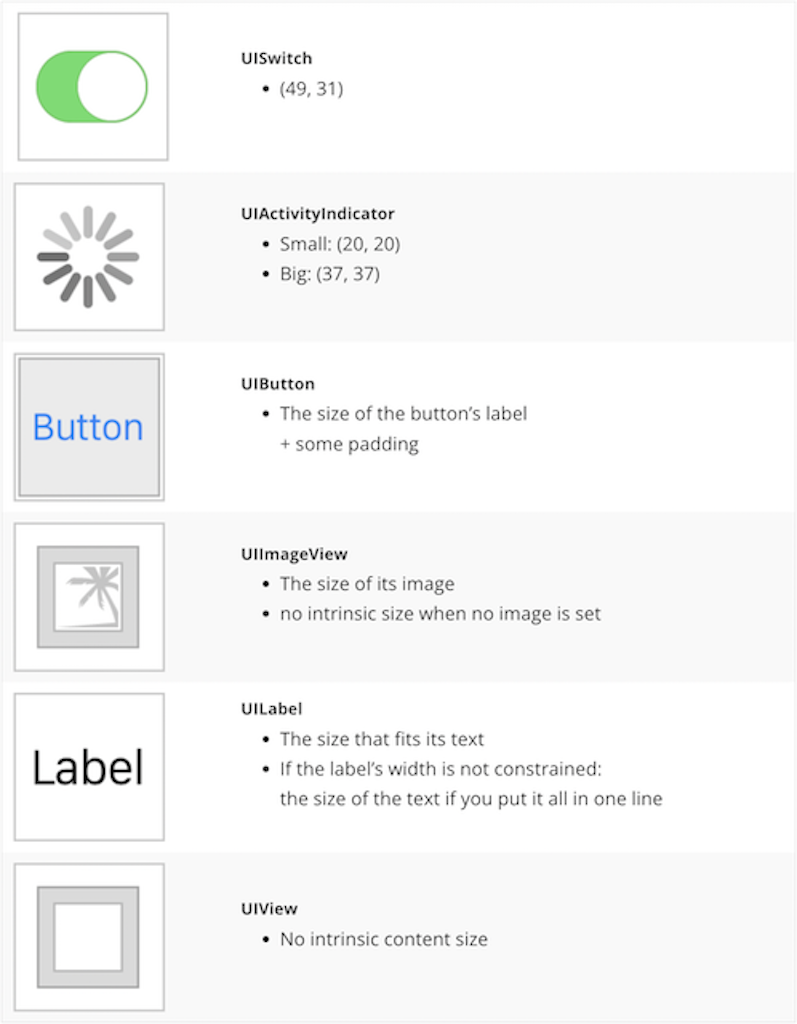 UISwitch
• (49, 31)
UIActivityIndicator
• Small: (20, 20)
• Big: (37, 37)
Button
UIButton
• The size of the button’s label
+ some padding
UIImageView
• The size of its image
• no intrinsic size when no image is set
Label
UILabel
• The size that fits its text
• If the label’s width is not constrained:
the size of the text if you put it all in one line
UIView
• No intrinsic content size